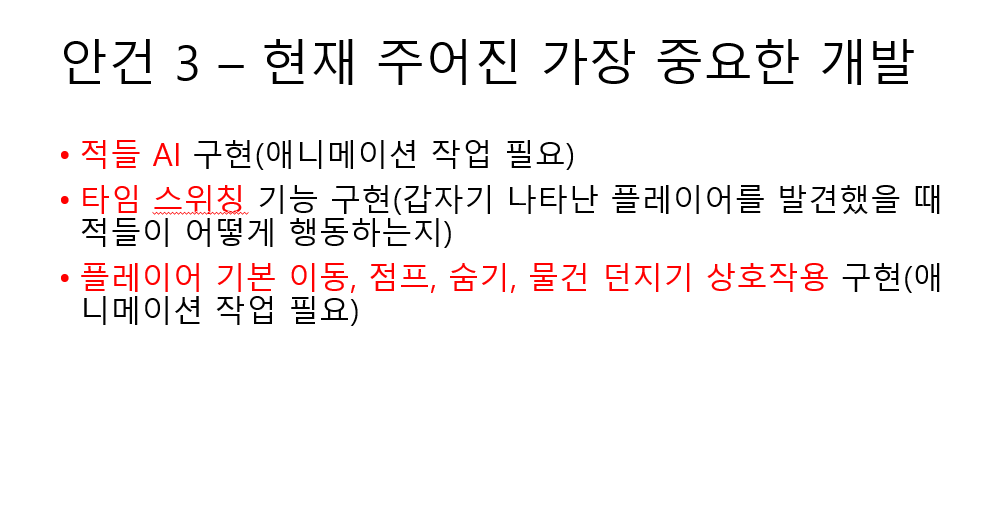 안건 3 – 현재 주어진 가장 중요한 개발
• 적들 AI 구현(애니메이션 작업 필요)
• 타임 스위칭 기능 구현(갑자기 나타난 플레이어를 발견했을 때
적들이 어떻게 행동하는지)
• 플레이어 기본 이동, 점프, 숨기, 물건 던지기 상호작용 구현(애
니메이션 작업 필요)